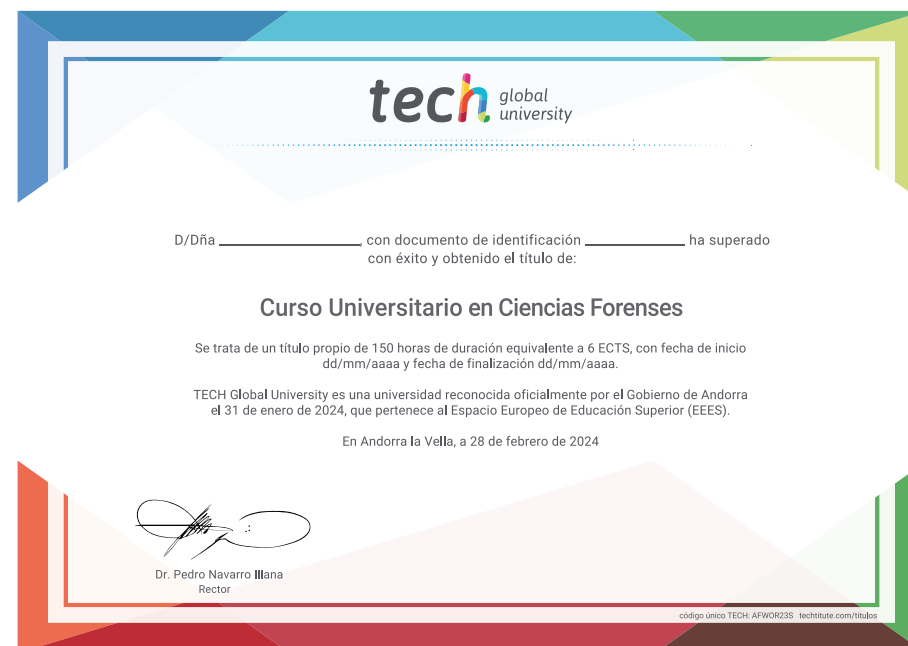 tech global university
D/Dña ____________________, con documento de identificación ______________ ha superado
con éxito y obtenido el título de:
Curso Universitario en Ciencias Forenses
Se trata de un título propio de 150 horas de duración equivalente a 6 ECTS, con fecha de inicio
dd/mm/aaaa y fecha de finalización dd/mm/aaaa.
TECH Global University es una universidad reconocida oficialmente por el Gobierno de Andorra
el 31 de enero de 2024, que pertenece al Espacio Europeo de Educación Superior (EEES).
En Andorra la Vella, a 28 de febrero de 2024
Dr. Pedro Navarro Illana
Rector
código único TECH: AFWOR23S techtitute.com/titulos